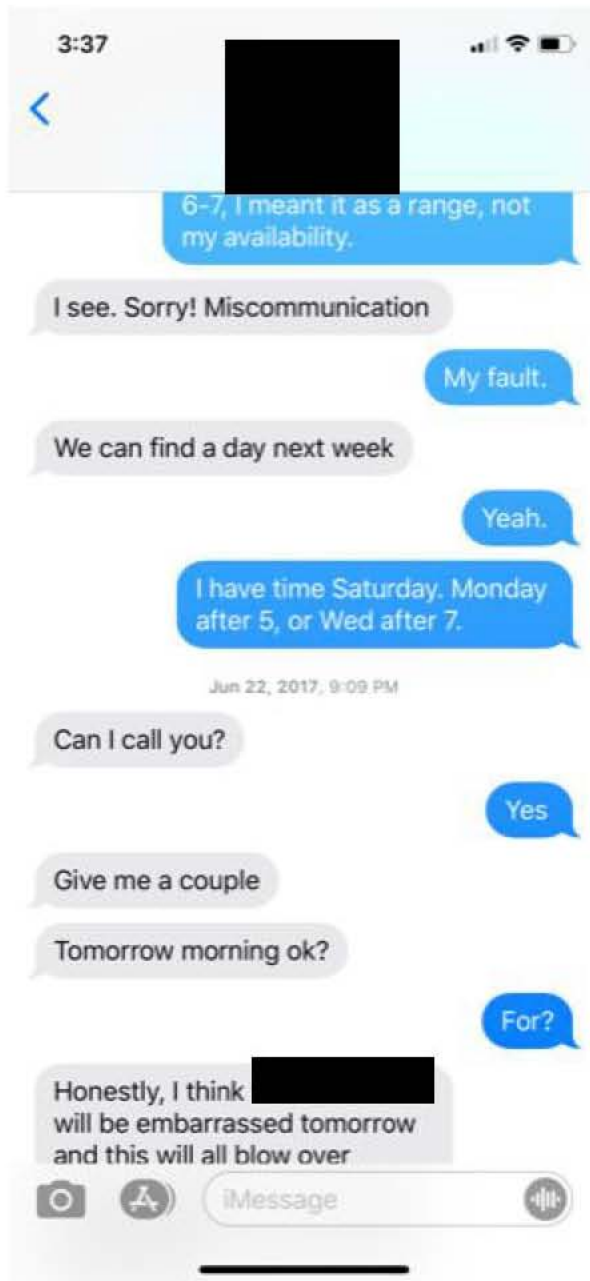 3:37
6-7, I meant it as a range, not
my availability.
I see. Sorry! Miscommunication
My fault.
We can find a day next week
Yeah.
I have time Saturday. Monday
after 5, or Wed after 7.
Jun 22, 2017, 9:09 PM
Can I call you?
Yes
Give me a couple
Tomorrow morning ok?
For?
Honestly, I think
will be embarrassed tomorrow
and this will all blow over
iMessage